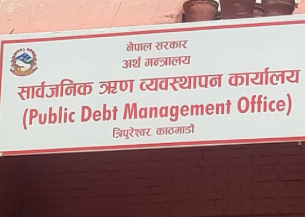 नेपाल सरकार
अर्थ मन्त्रालय
सार्वजनिक ऋण व्यवस्थापन कार्यालय
(Public Debt Management Office)
त्रिपुरेश्वर, काठमाडौ